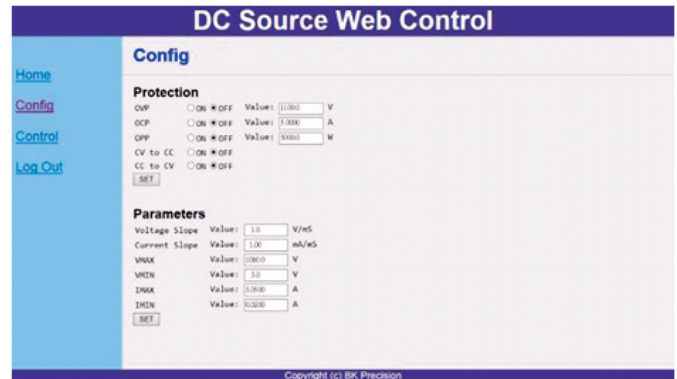 DC Source Web Control
Home
Config
Control
Log Out
Config
Protection
OVP ON OFF Value: V
OCP ON OFF Value: A
OPP ON OFF Value: W
CV to CC ON OFF
CC to CV ON OFF
SET
Parameters
Voltage Slope Value: 1.0 V/mS
Current Slope Value: 1.00 mA/mS
VMAX Value: V
VMIN Value: 5.0 V
IMAX Value: A
IMIN Value: A
SET
Copyright (c) BK Precision